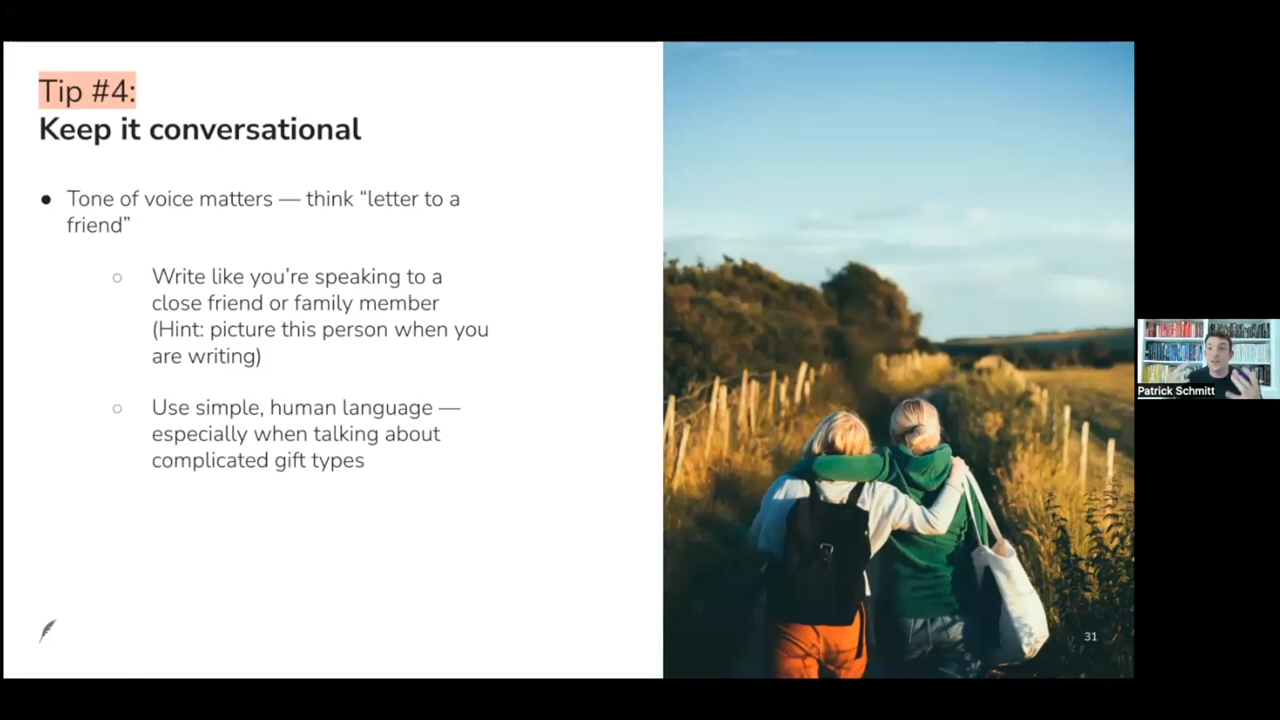 Tip #4:
Keep it conversational
● Tone of voice matters — think “letter to a
friend”
○ Write like you’re speaking to a
close friend or family member
(Hint: picture this person when you
are writing)
○ Use simple, human language —
especially when talking about
complicated gift types
31
Patrick Schmitt